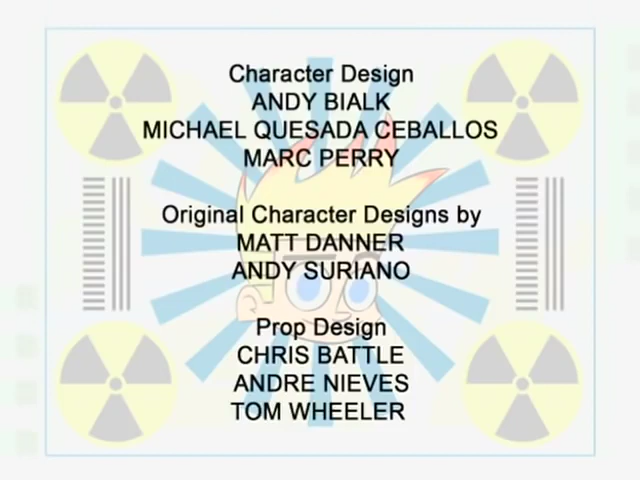 Character Design
ANDY BIALK
MICHAEL QUESADA CEBALLOS
MARC PERRY
Original Character Designs by
MATT DANNER
ANDY SURIANO
Prop Design
CHRIS BATTLE
ANDRE NIEVES
TOM WHEELER